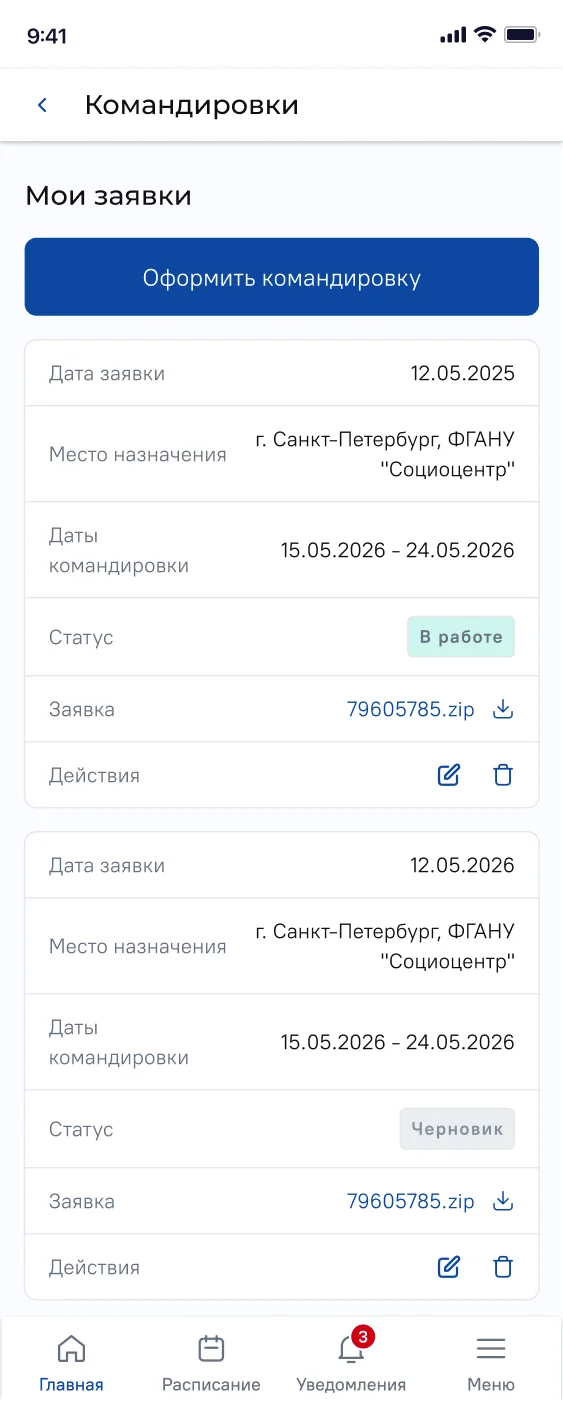 9:41
Командировки
Мои заявки
Оформить командировку
Дата заявки 12.05.2025
Место назначения г. Санкт-Петербург, ФГАНУ
"Социоцентр"
Даты
командировки 15.05.2026 - 24.05.2026
Статус В работе
Заявка 79605785.zip
Действия
Дата заявки 12.05.2026
Место назначения г. Санкт-Петербург, ФГАНУ
"Социоцентр"
Даты
командировки 15.05.2026 - 24.05.2026
Статус Черновик
Заявка 79605785.zip
Действия
3
Главная Расписание Уведомления Меню